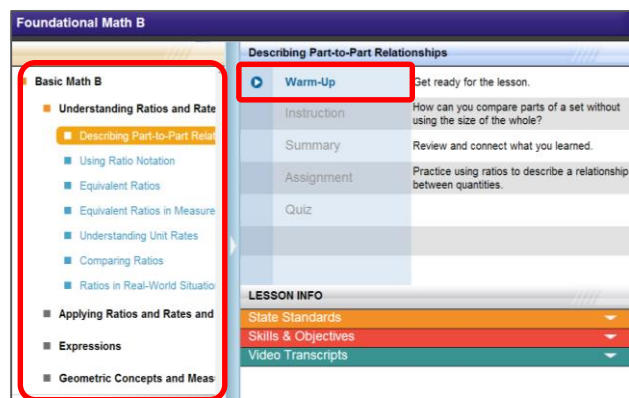 Foundational Math B
Basic Math B
Understanding Ratios and Rate
Describing Part-to-Part Relat
Using Ratio Notation
Equivalent Ratios
Equivalent Ratios in Measure
Understanding Unit Rates
Comparing Ratios
Ratios in Real-World Situatio
Applying Ratios and Rates and
Expressions
Geometric Concepts and Meas
Describing Part-to-Part Relationships
Warm-Up
Get ready for the lesson.
Instruction
How can you compare parts of a set without
using the size of the whole?
Summary
Review and connect what you learned.
Assignment
Practice using ratios to describe a relationship
between quantities.
Quiz
LESSON INFO
State Standards
Skills & Objectives
Video Transcripts